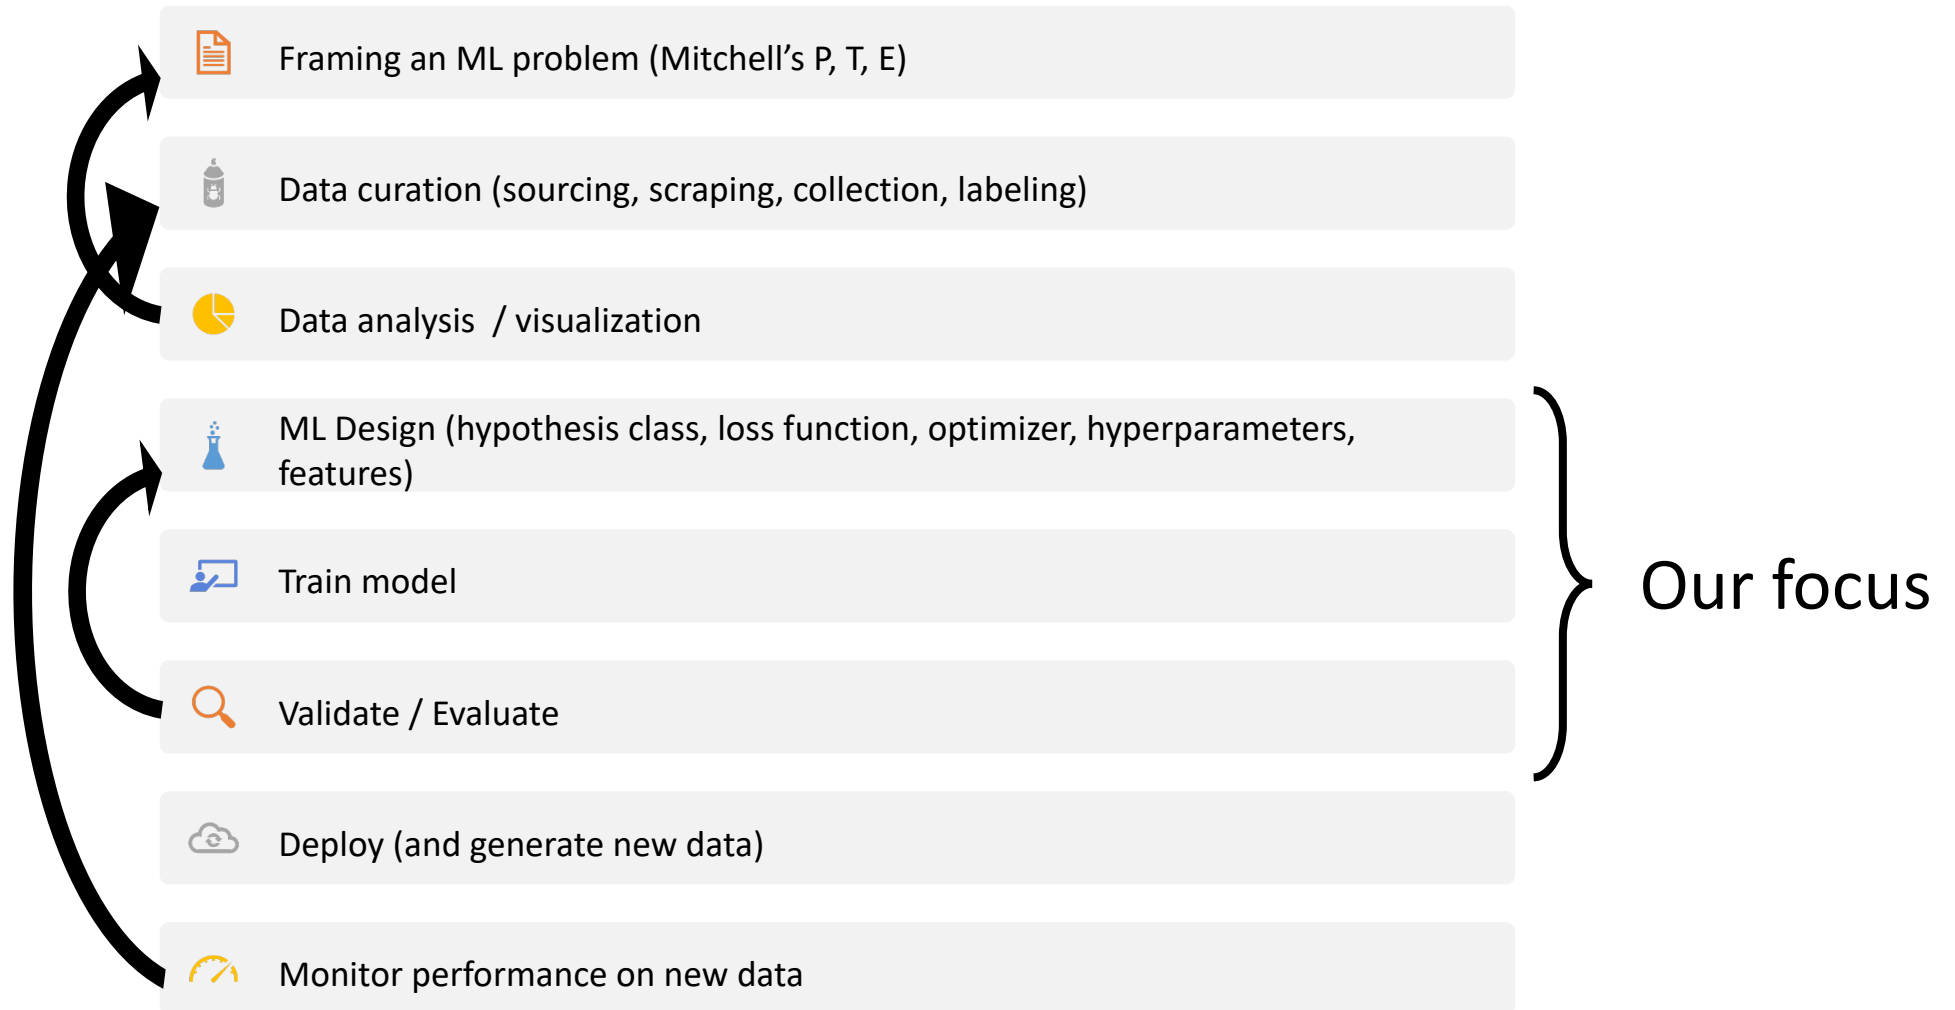 Framing an ML problem (Mitchell’s P, T, E)
Data curation (sourcing, scraping, collection, labeling)
Data analysis  / visualization
ML Design (hypothesis class, loss function, optimizer, hyperparameters,
features)
Train model
Our focus
Validate / Evaluate
Deploy (and generate new data)
Monitor performance on new data